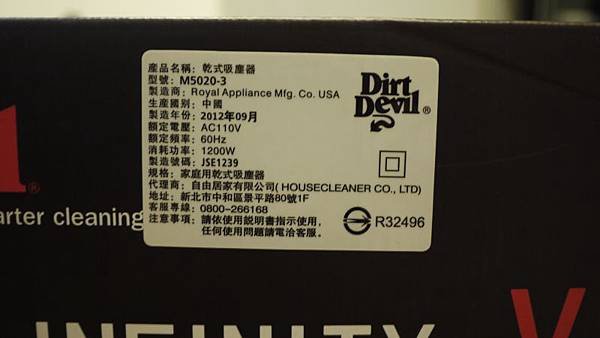 產品名稱：乾式吸塵器
型號：M5020-3
製造商：Royal Appliance Mfg. Co. USA
生產國別：中國
製造年份：2012年09月
額定電壓：AC110V
額定頻率：60Hz
消耗功率：1200W
製造號碼：JSE1239
規格：家庭用乾式吸塵器
代理商：自由居家有限公司(HOUSECLEANER CO., LTD)
地址：新北市中和區景平路80號1F
客服專線：0800-266168
注意事項：請依使用說明書指示使用，
任何使用問題請電洽客服。
Dirt
Devil®
R32496
®
arter cleaning
INFINITY V